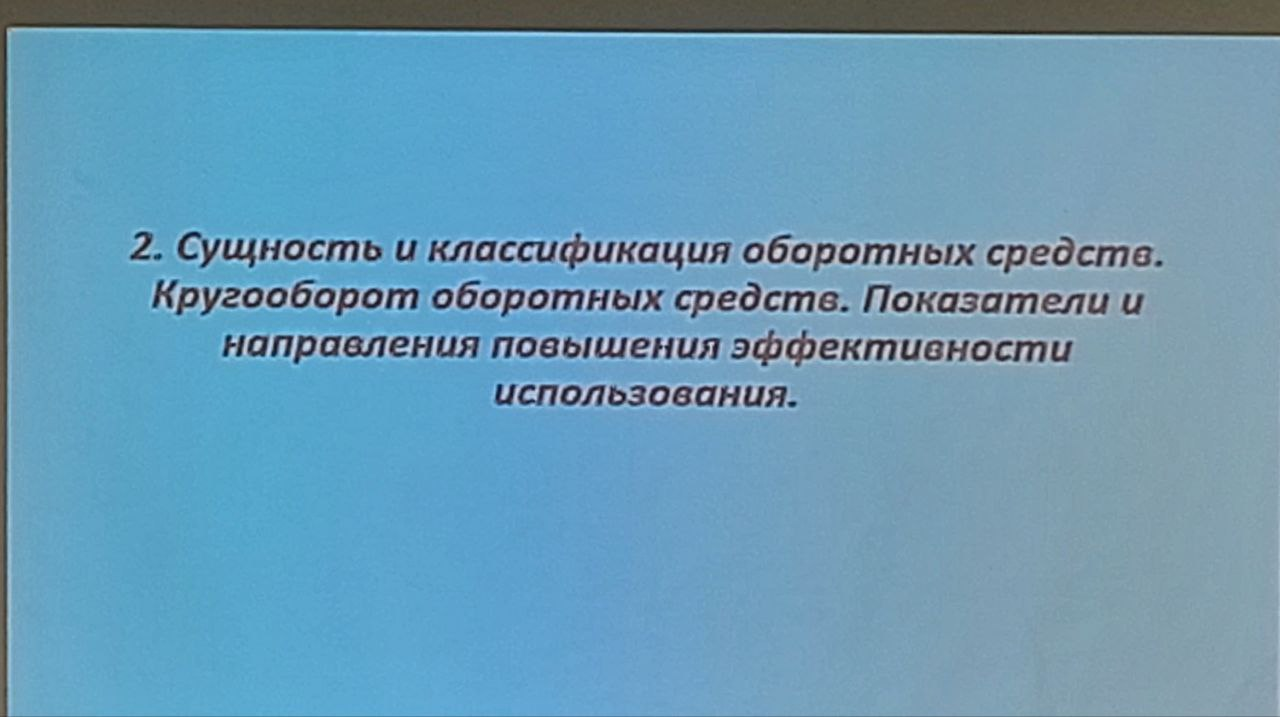 2. Сущность и классификация оборотных средств.
Кругооборот оборотных средств. Показатели и
направления повышения эффективности
использования.